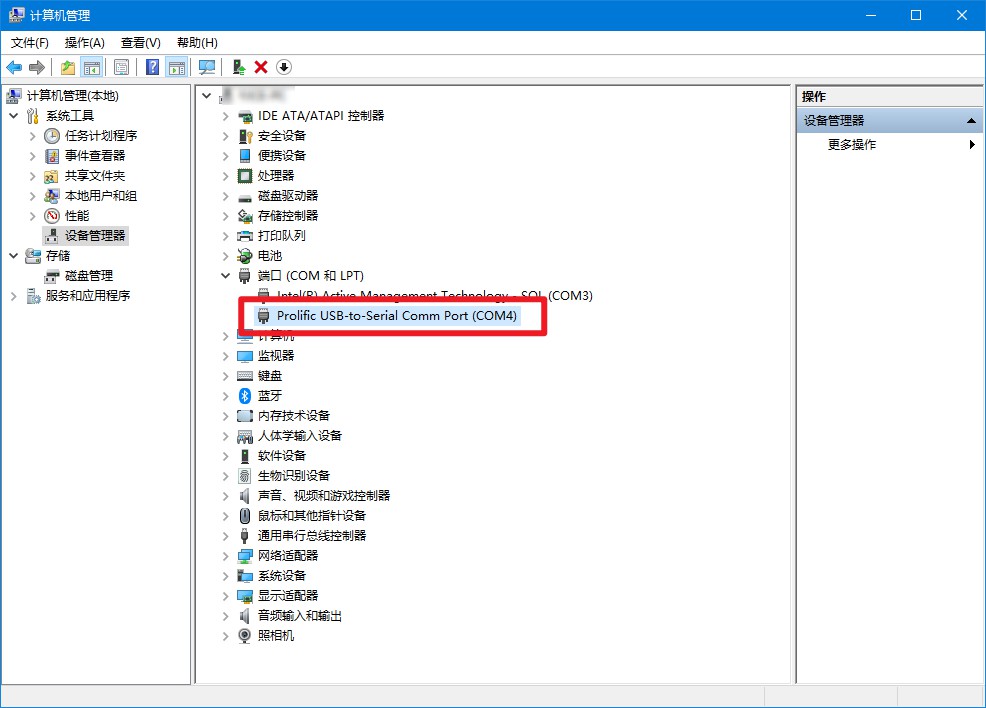 计算机管理
文件(F) 操作(A) 查看(V) 帮助(H)
计算机管理(本地)
系统工具
任务计划程序
事件查看器
共享文件夹
本地用户和组
性能
设备管理器
存储
磁盘管理
服务和应用程序
IDE ATA/ATAPI 控制器
安全设备
便携设备
处理器
磁盘驱动器
存储控制器
打印队列
电池
端口 (COM 和 LPT)
Intel(R) Active Management Technology - SOL (COM3)
Prolific USB-to-Serial Comm Port (COM4)
计算机
监视器
键盘
蓝牙
内存技术设备
人体学输入设备
软件设备
生物识别设备
声音、视频和游戏控制器
鼠标和其他指针设备
通用串行总线控制器
网络适配器
系统设备
显示适配器
音频输入和输出
照相机
操作
设备管理器
更多操作